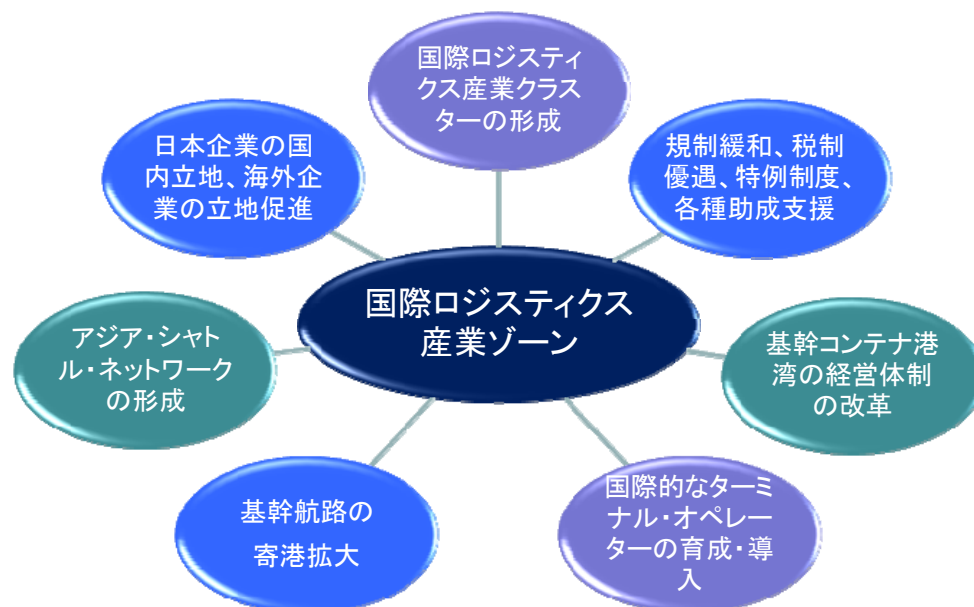 国際ロジスティ
クス産業クラス
ターの形成
日本企業の国
内立地、海外企
業の立地促進
規制緩和、税制
優遇、特例制度、
各種助成支援
国際ロジスティクス
産業ゾーン
アジア・シャト
ル・ネットワーク
の形成
基幹コンテナ港
湾の経営体制
の改革
基幹航路の
寄港拡大
国際的なターミ
ナル・オペレー
ターの育成・導
入